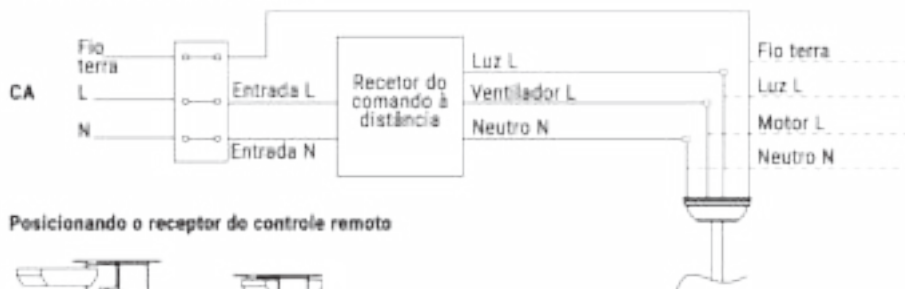 Fio
terra
CA
L
N
Entrada L
Entrada N
Recetor do
comando à
distância
Luz L
Ventilador L
Neutro N
Fio terra
Luz L
Motor L
Neutro N
Posicionando o receptor do controle remoto